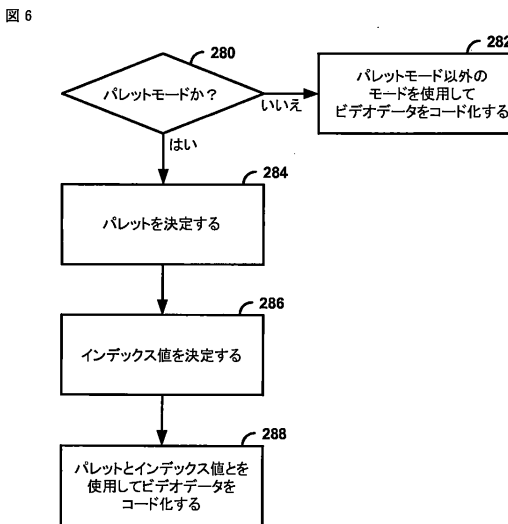 図 6
280
パレットモードか？
いいえ
282
パレットモード以外の
モードを使用して
ビデオデータをコード化する
はい
284
パレットを決定する
286
インデックス値を決定する
288
パレットとインデックス値とを
使用してビデオデータを
コード化する